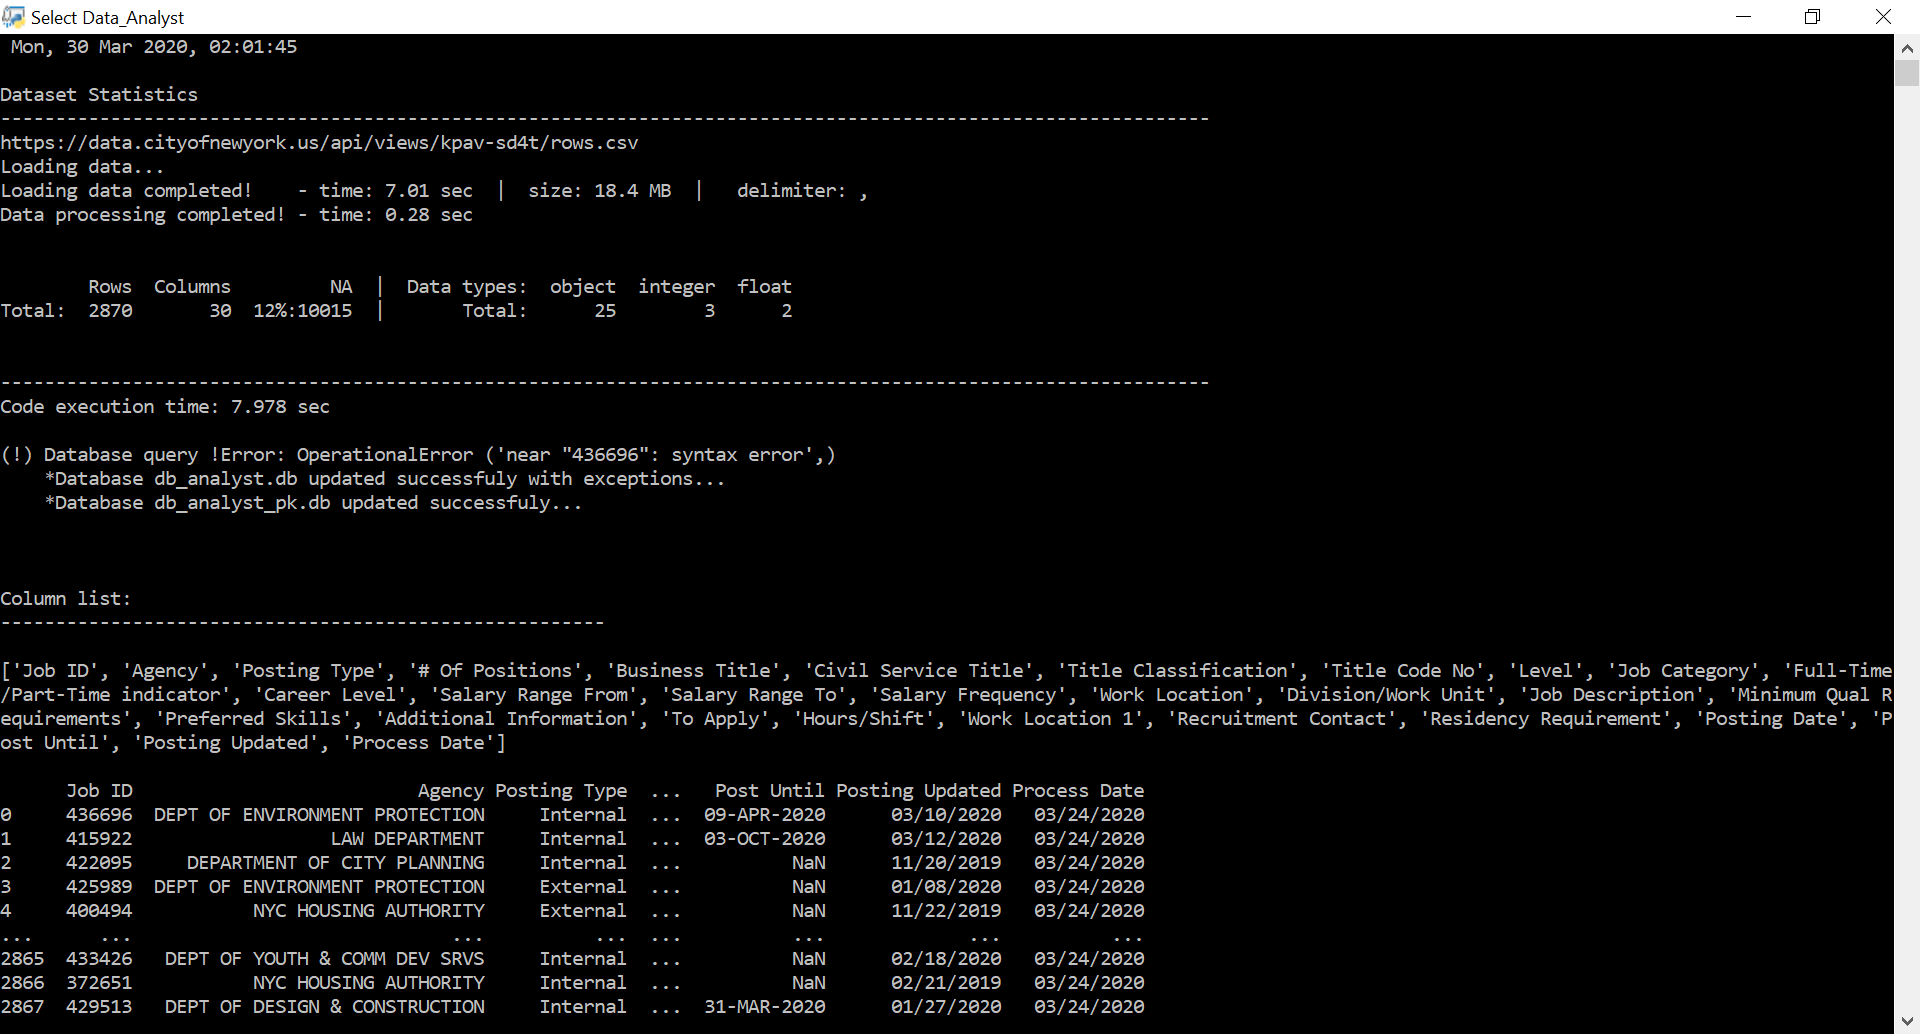 Select Data_Analyst
Mon, 30 Mar 2020, 02:01:45
Dataset Statistics
--------------------------------------------------------------------------------------------------------------
https://data.cityofnewyork.us/api/views/kpav-sd4t/rows.csv
Loading data...
Loading data completed!    - time: 7.01 sec  |  size: 18.4 MB  |   delimiter: ,
Data processing completed! - time: 0.28 sec
        Rows  Columns         NA  |  Data types:  object  integer  float
Total:  2870       30  12%:10015  |       Total:      25        3      2
--------------------------------------------------------------------------------------------------------------
Code execution time: 7.978 sec
(!) Database query !Error: OperationalError ('near "436696": syntax error',)
    *Database db_analyst.db updated successfuly with exceptions...
    *Database db_analyst_pk.db updated successfuly...
Column list:
-------------------------------------------------------
['Job ID', 'Agency', 'Posting Type', '# Of Positions', 'Business Title', 'Civil Service Title', 'Title Classification', 'Title Code No', 'Level', 'Job Category', 'Full-Time
/Part-Time indicator', 'Career Level', 'Salary Range From', 'Salary Range To', 'Salary Frequency', 'Work Location', 'Division/Work Unit', 'Job Description', 'Minimum Qual R
equirements', 'Preferred Skills', 'Additional Information', 'To Apply', 'Hours/Shift', 'Work Location 1', 'Recruitment Contact', 'Residency Requirement', 'Posting Date', 'P
ost Until', 'Posting Updated', 'Process Date']
      Job ID                          Agency Posting Type  ...   Post Until Posting Updated Process Date
0     436696  DEPT OF ENVIRONMENT PROTECTION     Internal  ...  09-APR-2020      03/10/2020   03/24/2020
1     415922                  LAW DEPARTMENT     Internal  ...  03-OCT-2020      03/12/2020   03/24/2020
2     422095     DEPARTMENT OF CITY PLANNING     Internal  ...          NaN      11/20/2019   03/24/2020
3     425989  DEPT OF ENVIRONMENT PROTECTION     External  ...          NaN      01/08/2020   03/24/2020
4     400494           NYC HOUSING AUTHORITY     External  ...          NaN      11/22/2019   03/24/2020
...      ...                             ...          ...  ...          ...             ...          ...
2865  433426   DEPT OF YOUTH & COMM DEV SRVS     Internal  ...          NaN      02/18/2020   03/24/2020
2866  372651           NYC HOUSING AUTHORITY     Internal  ...          NaN      02/21/2019   03/24/2020
2867  429513   DEPT OF DESIGN & CONSTRUCTION     Internal  ...  31-MAR-2020      01/27/2020   03/24/2020